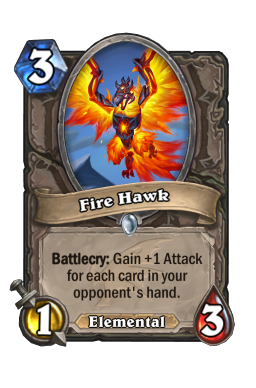 3
Fire Hawk
Battlecry: Gain +1 Attack
for each card in your
opponent's hand.
1
Elemental
3